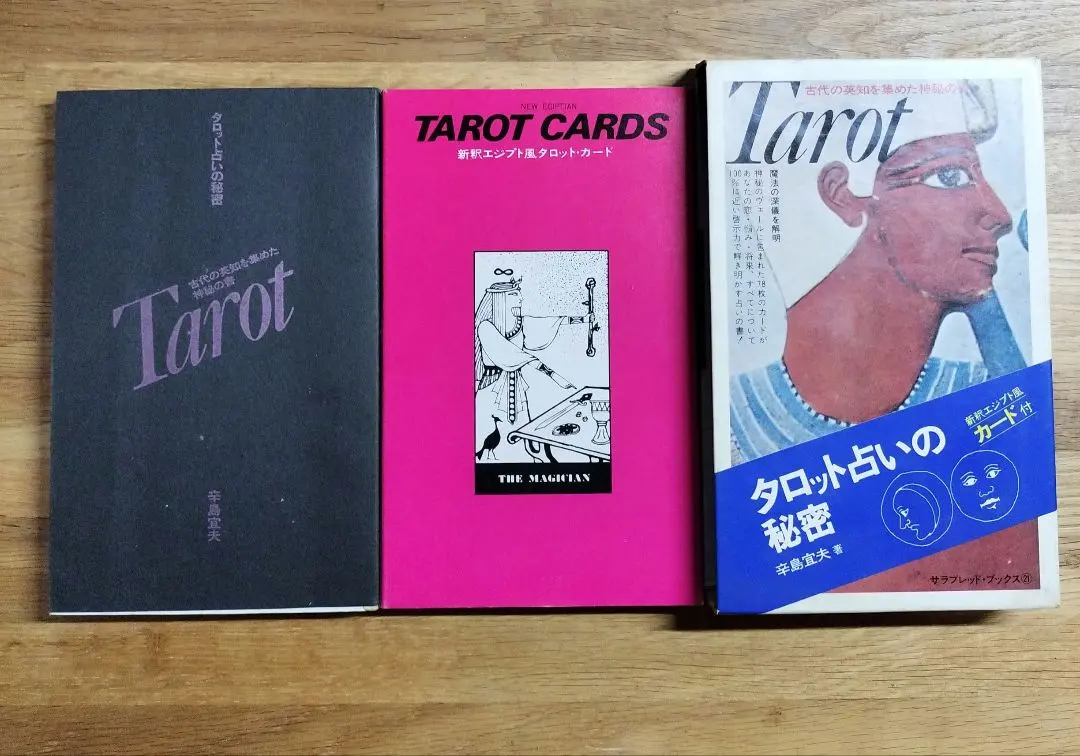 タロット占いの秘密
古代の英知を集めた
神秘の書
Tarot
辛島宜夫
NEW EGIPTIAN
TAROT CARDS
新釈エジプト風タロット・カード
THE MAGICIAN
古代の英知を集めた神秘の
Tarot
魔法の深儀を解明
神秘のヴェールに包まれた78枚のカードが
あなたの恋・悩み・将来、すべてについて
100%に近い啓示力で解き明かす占いの書!
新釈エジプト風
カード付
タロット占いの
秘密
辛島宜夫 著
サラブレッド・ブックス㉑